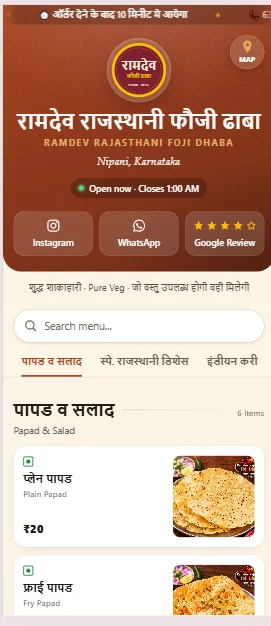 ऑर्डर देने के बाद 10 मिनीट मे आयेगा
रामदेव
फौजी ढाबा
MAP
रामदेव राजस्थानी फौजी ढाबा
RAMDEV RAJASTHANI FOJI DHABA
Nipani, Karnataka
Open now · Closes 1:00 AM
Instagram
WhatsApp
Google Review
शुद्ध शाकाहारी · Pure Veg · जो वस्तु उपलब्ध होगी वही मिलेगी
Search menu...
पापड व सलाद
स्पे. राजस्थानी डिशेस
इंडीयन करी
पापड व सलाद
6 items
Papad & Salad
प्लेन पापड
Plain Papad
₹20
फ्राई पापड
Fry Papad